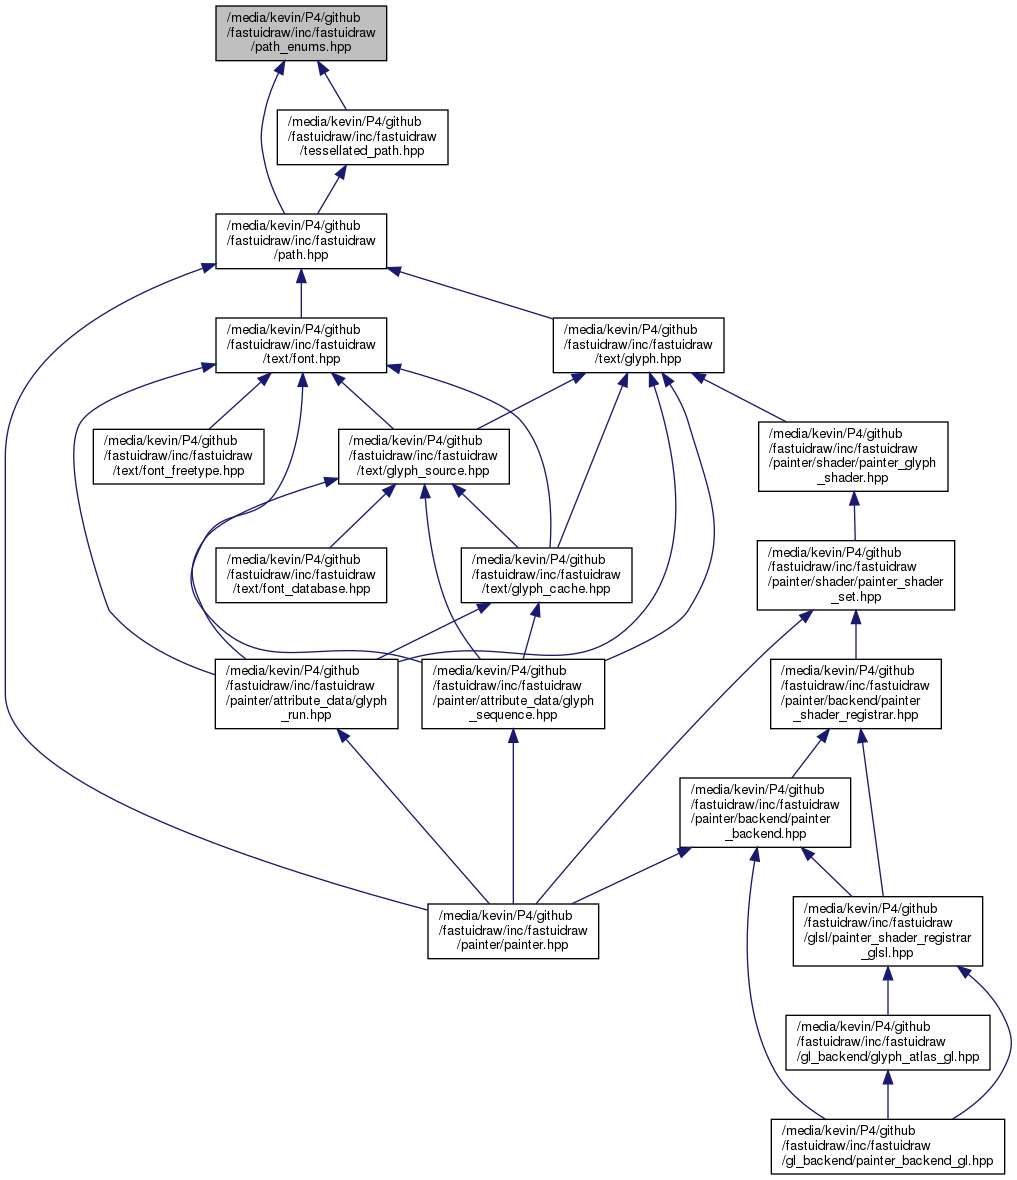 /media/kevin/P4/github
/fastuidraw/inc/fastuidraw
/path_enums.hpp
/media/kevin/P4/github
/fastuidraw/inc/fastuidraw
/tessellated_path.hpp
/media/kevin/P4/github
/fastuidraw/inc/fastuidraw
/path.hpp
/media/kevin/P4/github
/fastuidraw/inc/fastuidraw
/text/font.hpp
/media/kevin/P4/github
/fastuidraw/inc/fastuidraw
/text/glyph.hpp
/media/kevin/P4/github
/fastuidraw/inc/fastuidraw
/text/font_freetype.hpp
/media/kevin/P4/github
/fastuidraw/inc/fastuidraw
/text/glyph_source.hpp
/media/kevin/P4/github
/fastuidraw/inc/fastuidraw
/painter/shader/painter_glyph
_shader.hpp
/media/kevin/P4/github
/fastuidraw/inc/fastuidraw
/text/font_database.hpp
/media/kevin/P4/github
/fastuidraw/inc/fastuidraw
/text/glyph_cache.hpp
/media/kevin/P4/github
/fastuidraw/inc/fastuidraw
/painter/shader/painter_shader
_set.hpp
/media/kevin/P4/github
/fastuidraw/inc/fastuidraw
/painter/attribute_data/glyph
_run.hpp
/media/kevin/P4/github
/fastuidraw/inc/fastuidraw
/painter/attribute_data/glyph
_sequence.hpp
/media/kevin/P4/github
/fastuidraw/inc/fastuidraw
/painter/backend/painter
_shader_registrar.hpp
/media/kevin/P4/github
/fastuidraw/inc/fastuidraw
/painter/backend/painter
_backend.hpp
/media/kevin/P4/github
/fastuidraw/inc/fastuidraw
/painter/painter.hpp
/media/kevin/P4/github
/fastuidraw/inc/fastuidraw
/glsl/painter_shader_registrar
_glsl.hpp
/media/kevin/P4/github
/fastuidraw/inc/fastuidraw
/gl_backend/glyph_atlas_gl.hpp
/media/kevin/P4/github
/fastuidraw/inc/fastuidraw
/gl_backend/painter_backend_gl.hpp